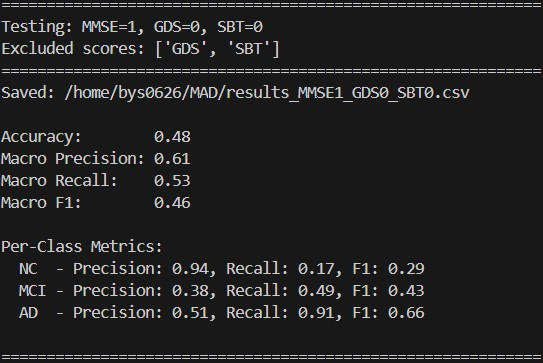 ================================================================
Testing: MMSE=1, GDS=0, SBT=0
Excluded scores: ['GDS', 'SBT']
================================================================
Saved: /home/bys0626/MAD/results_MMSE1_GDS0_SBT0.csv
Accuracy:        0.48
Macro Precision: 0.61
Macro Recall:    0.53
Macro F1:        0.46
Per-Class Metrics:
  NC  - Precision: 0.94, Recall: 0.17, F1: 0.29
  MCI - Precision: 0.38, Recall: 0.49, F1: 0.43
  AD  - Precision: 0.51, Recall: 0.91, F1: 0.66
================================================================